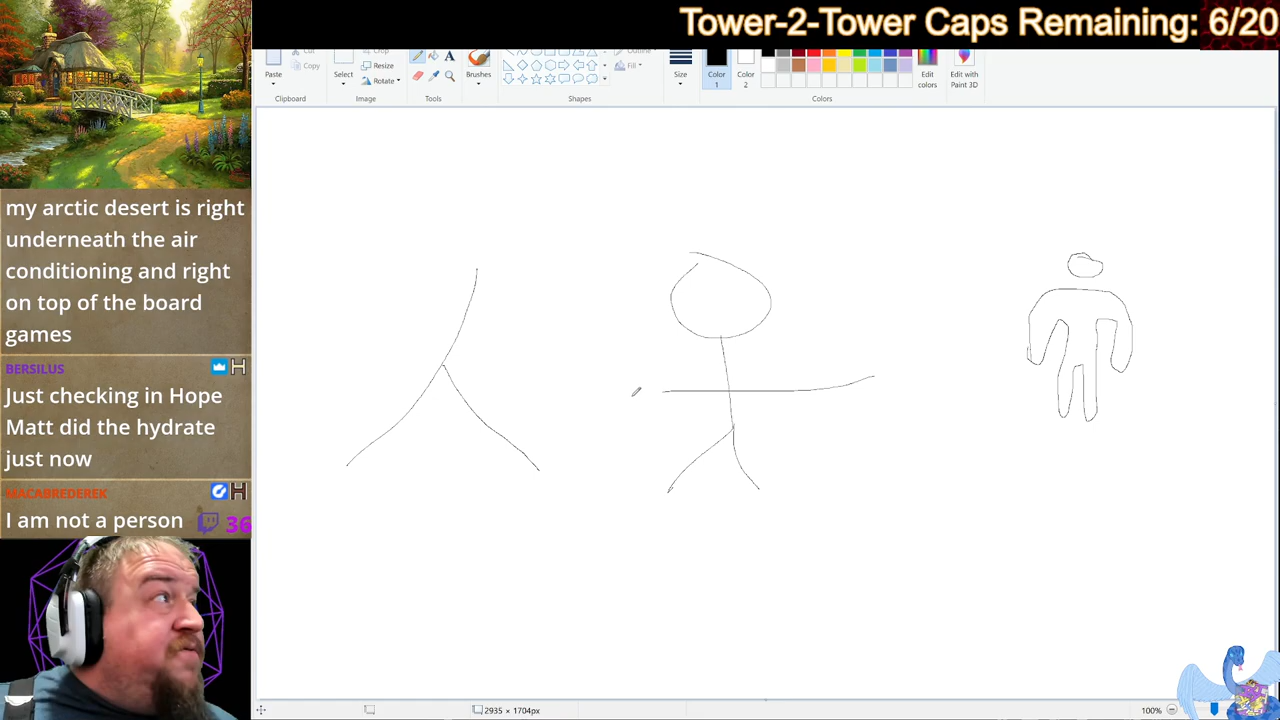 Tower-2-Tower Caps Remaining: 6/20
Cut
Crop
Outline
Paste
Copy
Select
Resize
Rotate
A
Brushes
Fill
Size
Color
1
Color
2
Edit
colors
Edit with
Paint 3D
Clipboard
Image
Tools
Shapes
Colors
my arctic desert is right
underneath the air
conditioning and right
on top of the board
games
BERSILUS
Just checking in Hope
Matt did the hydrate
just now
MACABREDEREK
I am not a person
36
人
2935 × 1704px
100%